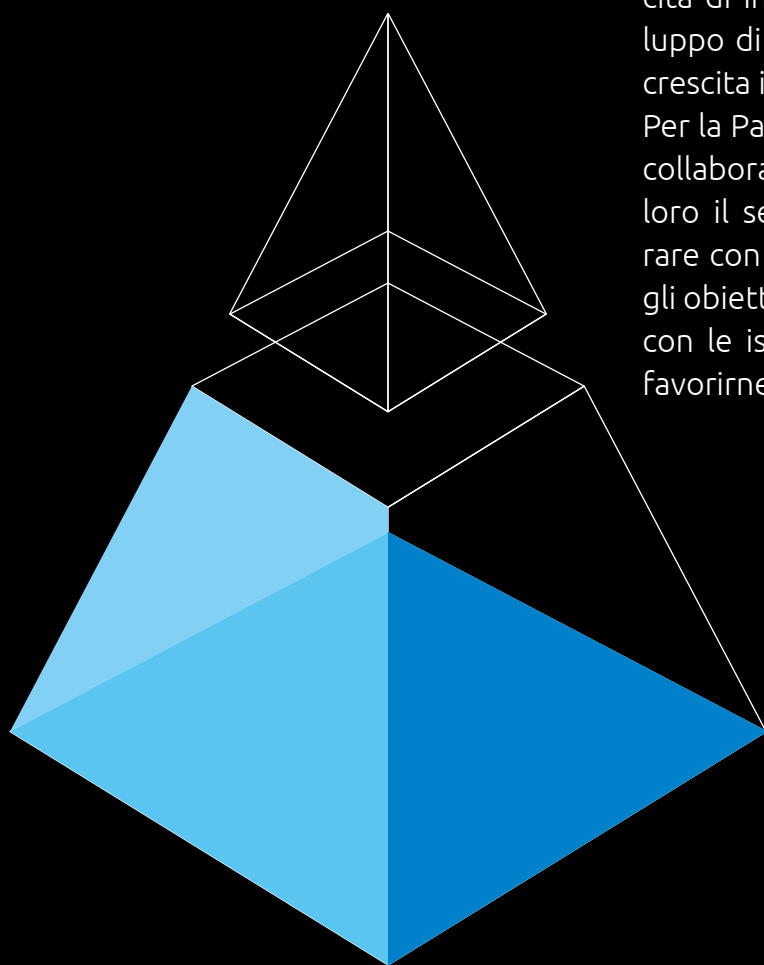 luppo di
crescita i
Per la Pa
collabora
loro il se
rare con
gli obiett
con le is
favorirne